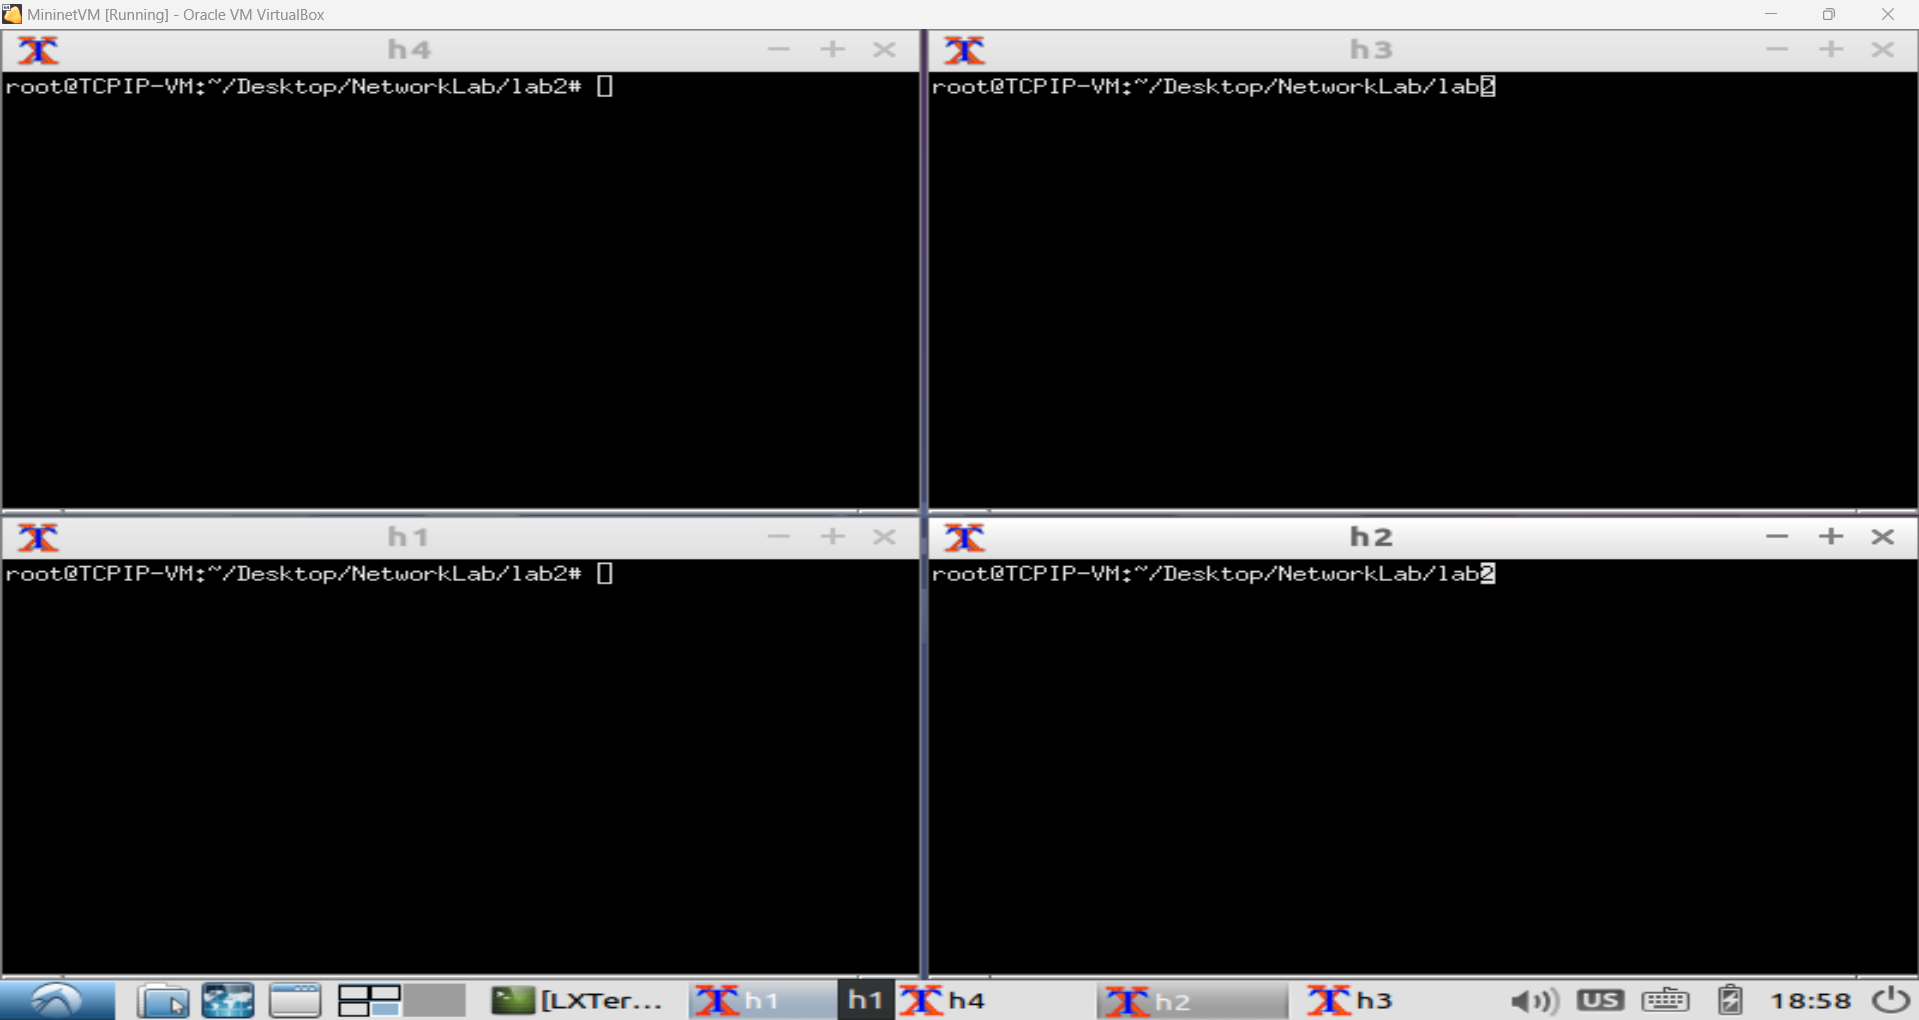 MininetVM [Running] - Oracle VM VirtualBox
h4
h3
root@TCPIP-VM:~/Desktop/NetworkLab/lab2#
root@TCPIP-VM:~/Desktop/NetworkLab/lab2
h1
h2
root@TCPIP-VM:~/Desktop/NetworkLab/lab2#
root@TCPIP-VM:~/Desktop/NetworkLab/lab2
[LXTer... h1 h1 h4 h2 h3 US 18:58